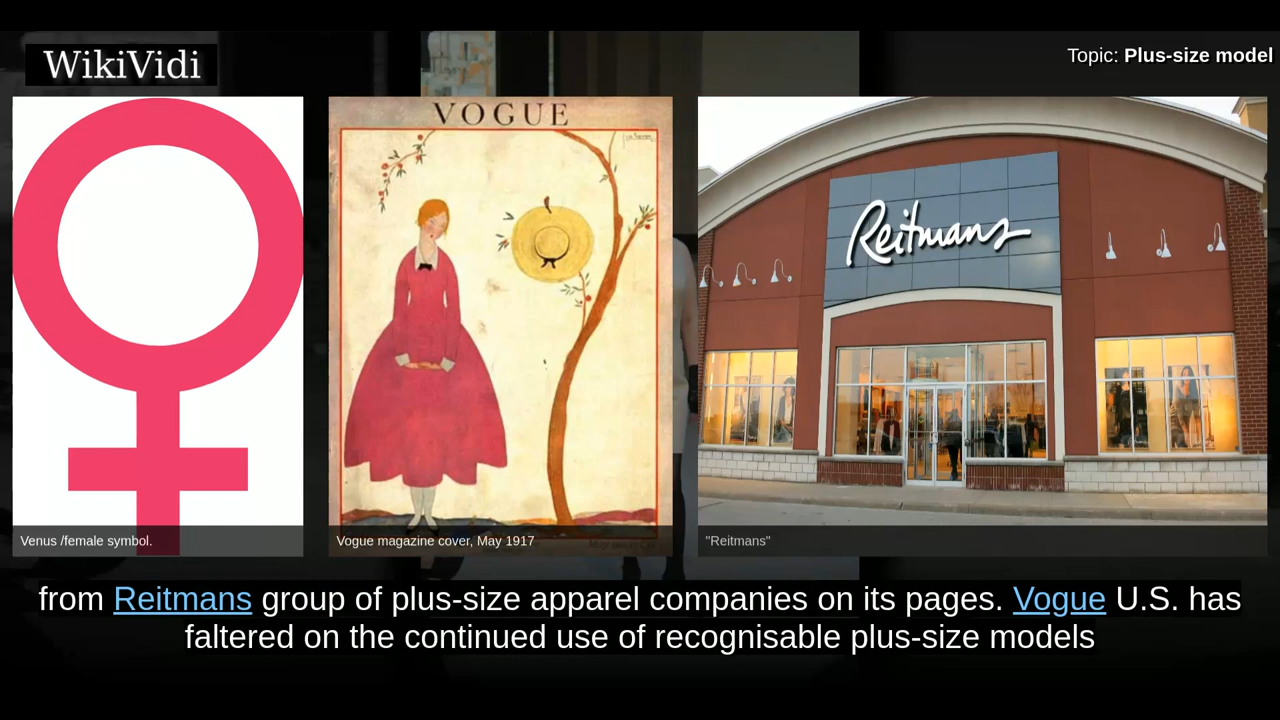 WikiVidi
Topic: Plus-size model
VOGUE
Reitmans
Venus /female symbol.
Vogue magazine cover, May 1917
"Reitmans"
from Reitmans group of plus-size apparel companies on its pages. Vogue U.S. has
faltered on the continued use of recognisable plus-size models